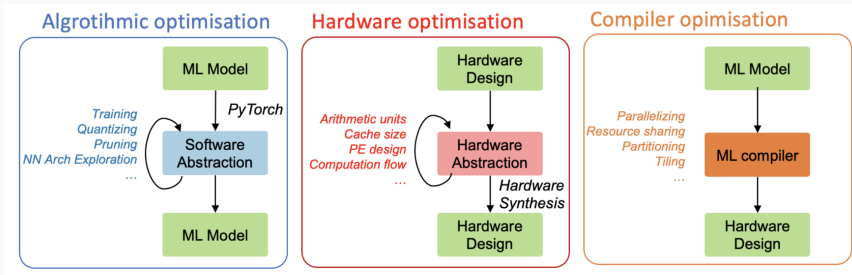 Algrotihmic optimisation
ML Model
PyTorch
Training
Quantizing
Pruning
NN Arch Exploration
...
Software
Abstraction
ML Model
Hardware optimisation
Hardware
Design
Arithmetic units
Cache size
PE design
Computation flow
...
Hardware
Abstraction
Hardware
Synthesis
Hardware
Design
Compiler opimisation
ML Model
Parallelizing
Resource sharing
Partitioning
Tiling
...
ML compiler
Hardware
Design